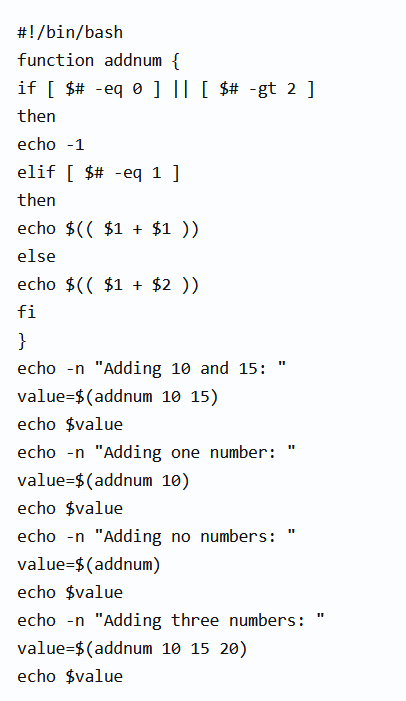 #!/bin/bash
function addnum {
if [ $# -eq 0 ] || [ $# -gt 2 ]
then
echo -1
elif [ $# -eq 1 ]
then
echo $(( $1 + $1 ))
else
echo $(( $1 + $2 ))
fi
}
echo -n "Adding 10 and 15: "
value=$(addnum 10 15)
echo $value
echo -n "Adding one number: "
value=$(addnum 10)
echo $value
echo -n "Adding no numbers: "
value=$(addnum)
echo $value
echo -n "Adding three numbers: "
value=$(addnum 10 15 20)
echo $value